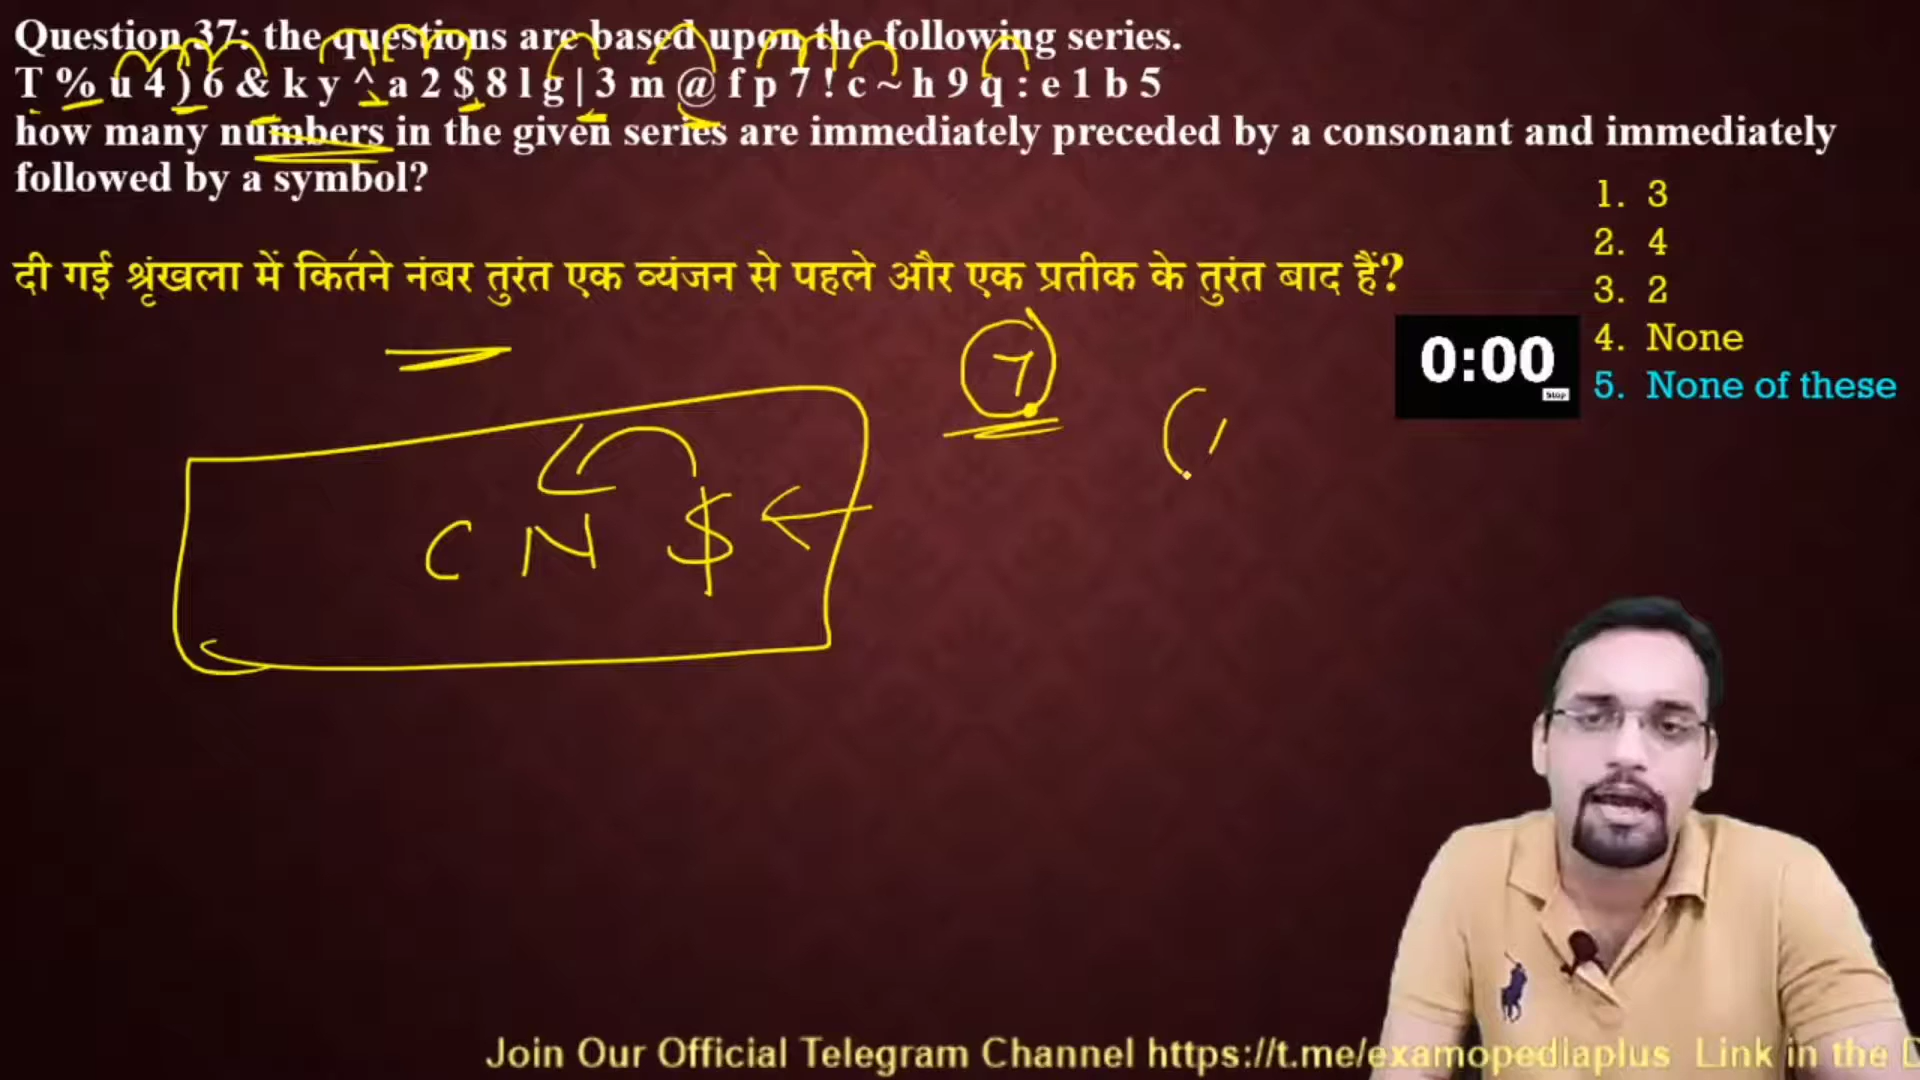 Question 37: the questions are based upon the following series.
T % u 4 ) 6 & k y ^ a 2 $ 8 l g | 3 m @ f p 7 ! c ~ h 9 q : e 1 b 5
how many numbers in the given series are immediately preceded by a consonant and immediately
followed by a symbol?
1. 3
2. 4
3. 2
4. None
5. None of these
दी गई श्रृंखला में कितने नंबर तुरंत एक व्यंजन से पहले और एक प्रतीक के तुरंत बाद हैं?
0:00
Stop
7
C N $
Join Our Official Telegram Channel https://t.me/examopediaplus Link in the D